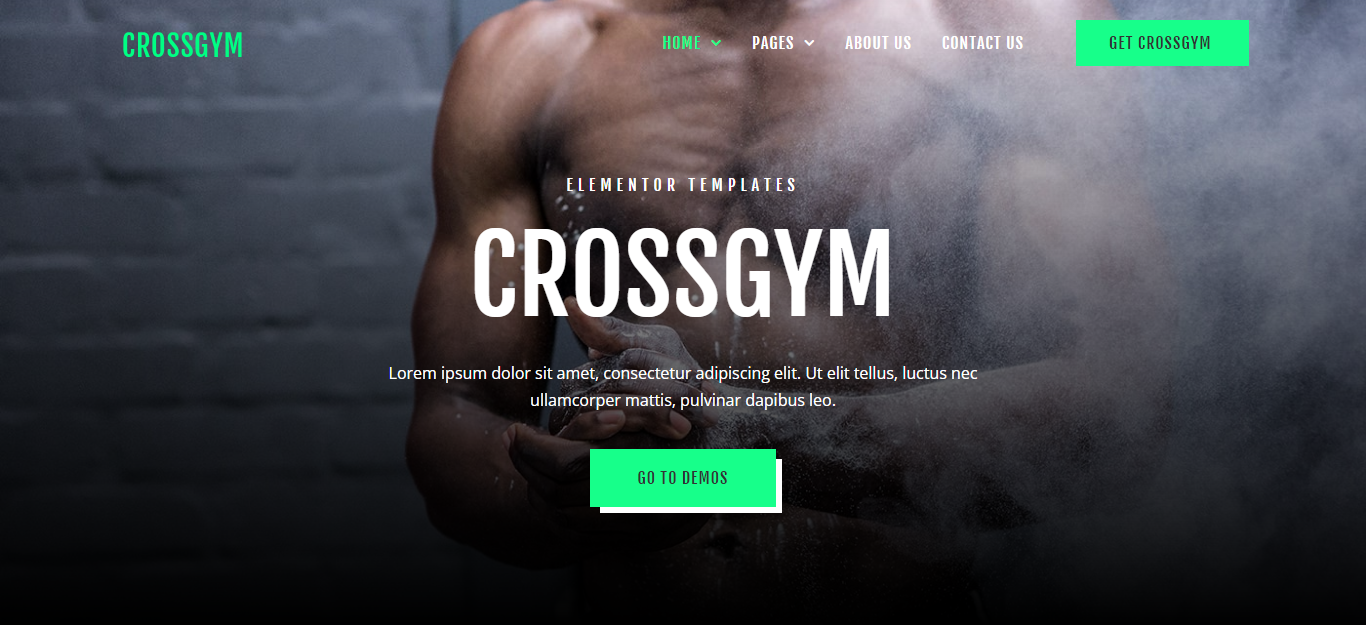 CROSSGYM
HOME
PAGES
ABOUT US
CONTACT US
GET CROSSGYM
ELEMENTOR TEMPLATES
CROSSGYM
Lorem ipsum dolor sit amet, consectetur adipiscing elit. Ut elit tellus, luctus nec
ullamcorper mattis, pulvinar dapibus leo.
GO TO DEMOS